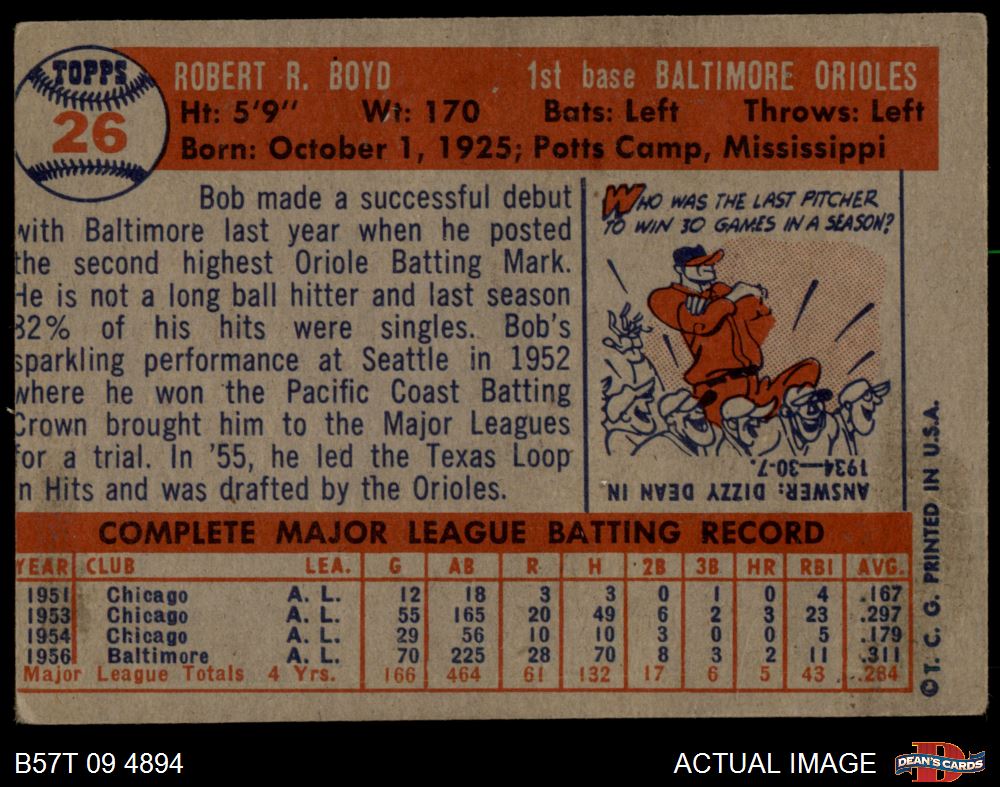 TOPPS
26
ROBERT R. BOYD 1st base BALTIMORE ORIOLES
Ht: 5'9" Wt: 170 Bats: Left Throws: Left
Born: October 1, 1925; Potts Camp, Mississippi
Bob made a successful debut
with Baltimore last year when he posted
the second highest Oriole Batting Mark.
He is not a long ball hitter and last season
82% of his hits were singles. Bob's
sparkling performance at Seattle in 1952
where he won the Pacific Coast Batting
Crown brought him to the Major Leagues
for a trial. In '55, he led the Texas Loop
in Hits and was drafted by the Orioles.
WHO WAS THE LAST PITCHER
TO WIN 30 GAMES IN A SEASON?
ANSWER: DIZZY DEAN IN
1934—30-7.
COMPLETE MAJOR LEAGUE BATTING RECORD
YEAR CLUB LEA. G AB R H 2B 3B HR RBI AVG.
1951 Chicago A. L. 12 18 3 3 0 1 0 4 .167
1953 Chicago A. L. 55 165 20 49 6 2 3 23 .297
1954 Chicago A. L. 29 56 10 10 3 0 0 5 .179
1956 Baltimore A. L. 70 225 28 70 8 3 2 11 .311
Major League Totals 4 Yrs. 166 464 61 132 17 6 5 43 .284
© T. C. G. PRINTED IN U.S.A.
B57T 09 4894 ACTUAL IMAGE
DEAN'S CARDS